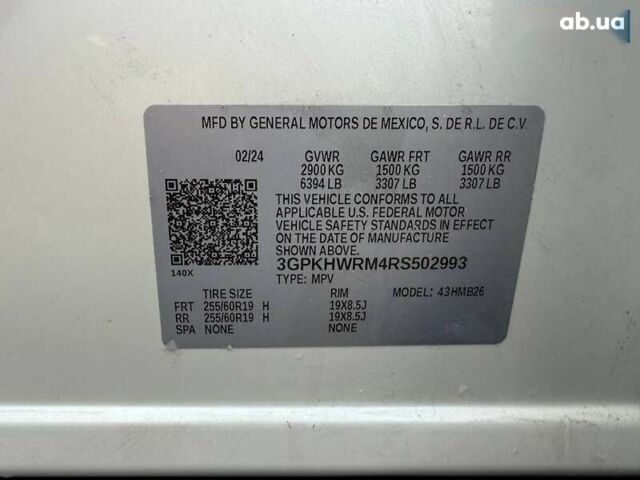 ab.ua
MFD BY GENERAL MOTORS DE MEXICO, S. DE R.L. DE C.V.
02/24 GVWR GAWR FRT GAWR RR
2900 KG 1500 KG 1500 KG
6394 LB 3307 LB 3307 LB
THIS VEHICLE CONFORMS TO ALL
APPLICABLE U.S. FEDERAL MOTOR
VEHICLE SAFETY STANDARDS IN EFFECT
ON THE DATE OF MANUFACTURE
SHOWN ABOVE.
3GPKHWRM4RS502993
140X
TYPE: MPV MODEL: 43HMB26
TIRE SIZE RIM
FRT 255/60R19 H 19X8.5J
RR 255/60R19 H 19X8.5J
SPA NONE NONE